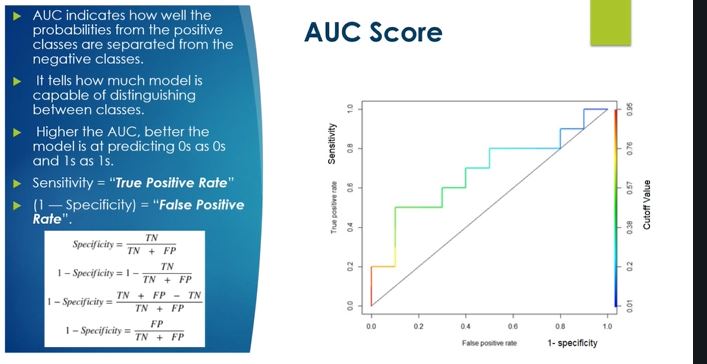 AUC indicates how well the
probabilities from the positive
classes are separated from the
negative classes.
It tells how much model is
capable of distinguishing
between classes.
Higher the AUC, better the
model is at predicting 0s as 0s
and 1s as 1s.
Sensitivity = “True Positive Rate”
(1 — Specificity) = “False Positive
Rate”.
Specificity = TN / TN + FP
1 − Specificity = 1 − TN / TN + FP
1 − Specificity = TN + FP − TN / TN + FP
1 − Specificity = FP / TN + FP
AUC Score
Sensitivity
True positive rate
0.0 0.2 0.4 0.6 0.8 1.0
0.0 0.2 0.4 0.6 0.8 1.0
False positive rate 1- specificity
0.01 0.2 0.38 0.57 0.76 0.95
Cutoff Value